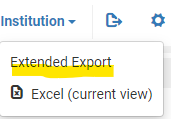 Institution
Extended Export
Excel (current view)